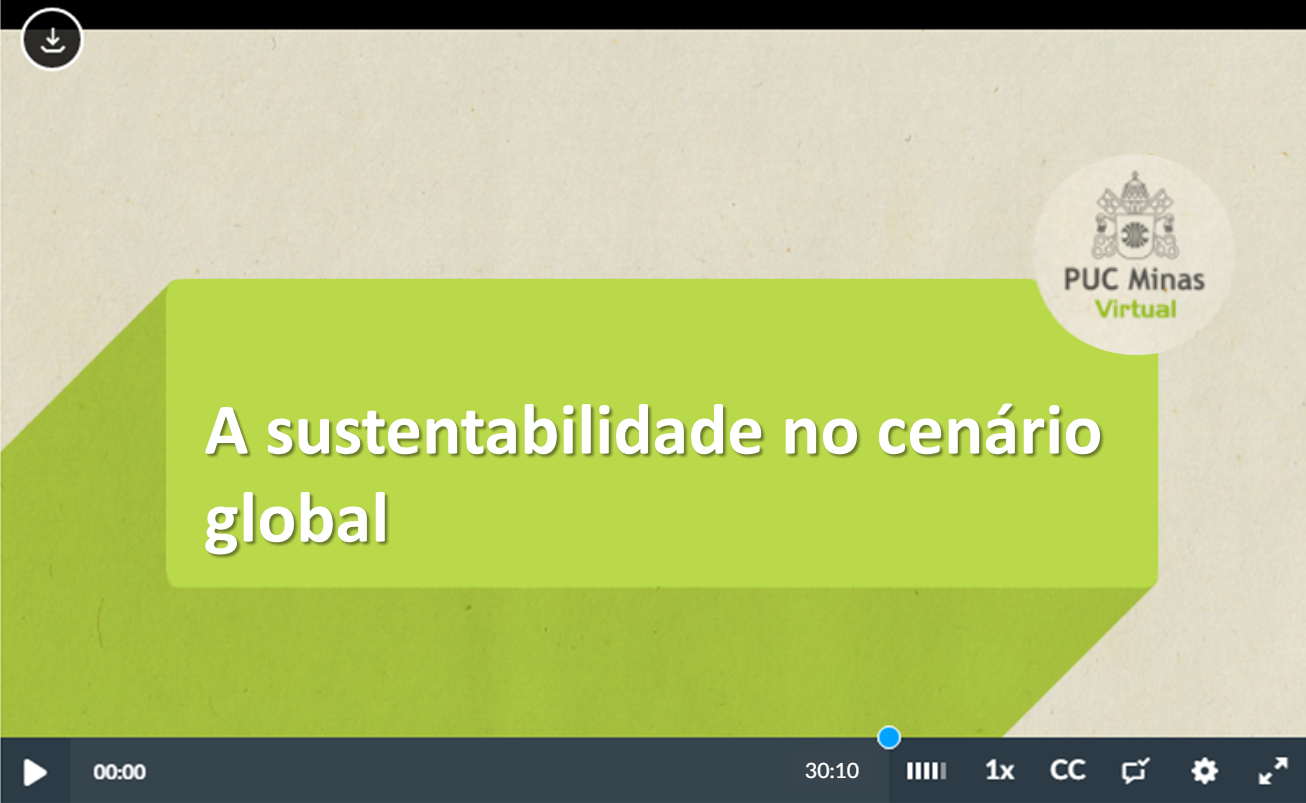 PUC Minas
Virtual
A sustentabilidade no cenário
global
00:00
30:10
1x
CC